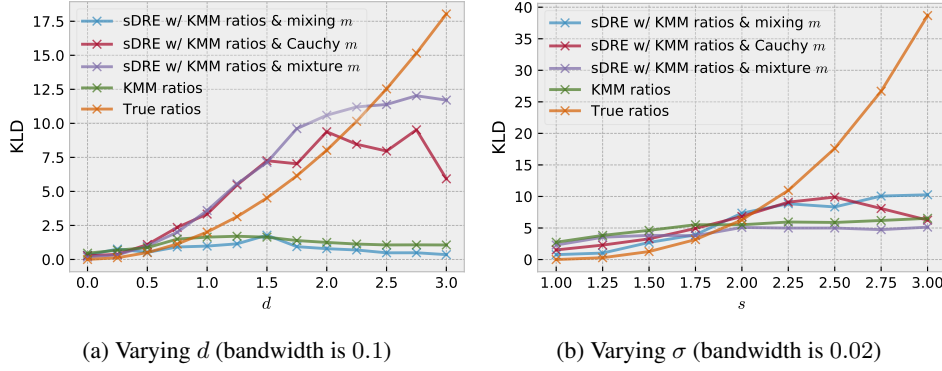 17.5
15.0
12.5
10.0
7.5
5.0
2.5
0.0
KLD
sDRE w/ KMM ratios & mixing m
sDRE w/ KMM ratios & Cauchy m
sDRE w/ KMM ratios & mixture m
KMM ratios
True ratios
0.0 0.5 1.0 1.5 2.0 2.5 3.0
d
(a) Varying d (bandwidth is 0.1)
40
35
30
25
20
15
10
5
0
KLD
sDRE w/ KMM ratios & mixing m
sDRE w/ KMM ratios & Cauchy m
sDRE w/ KMM ratios & mixture m
KMM ratios
True ratios
1.00 1.25 1.50 1.75 2.00 2.25 2.50 2.75 3.00
s
(b) Varying σ (bandwidth is 0.02)